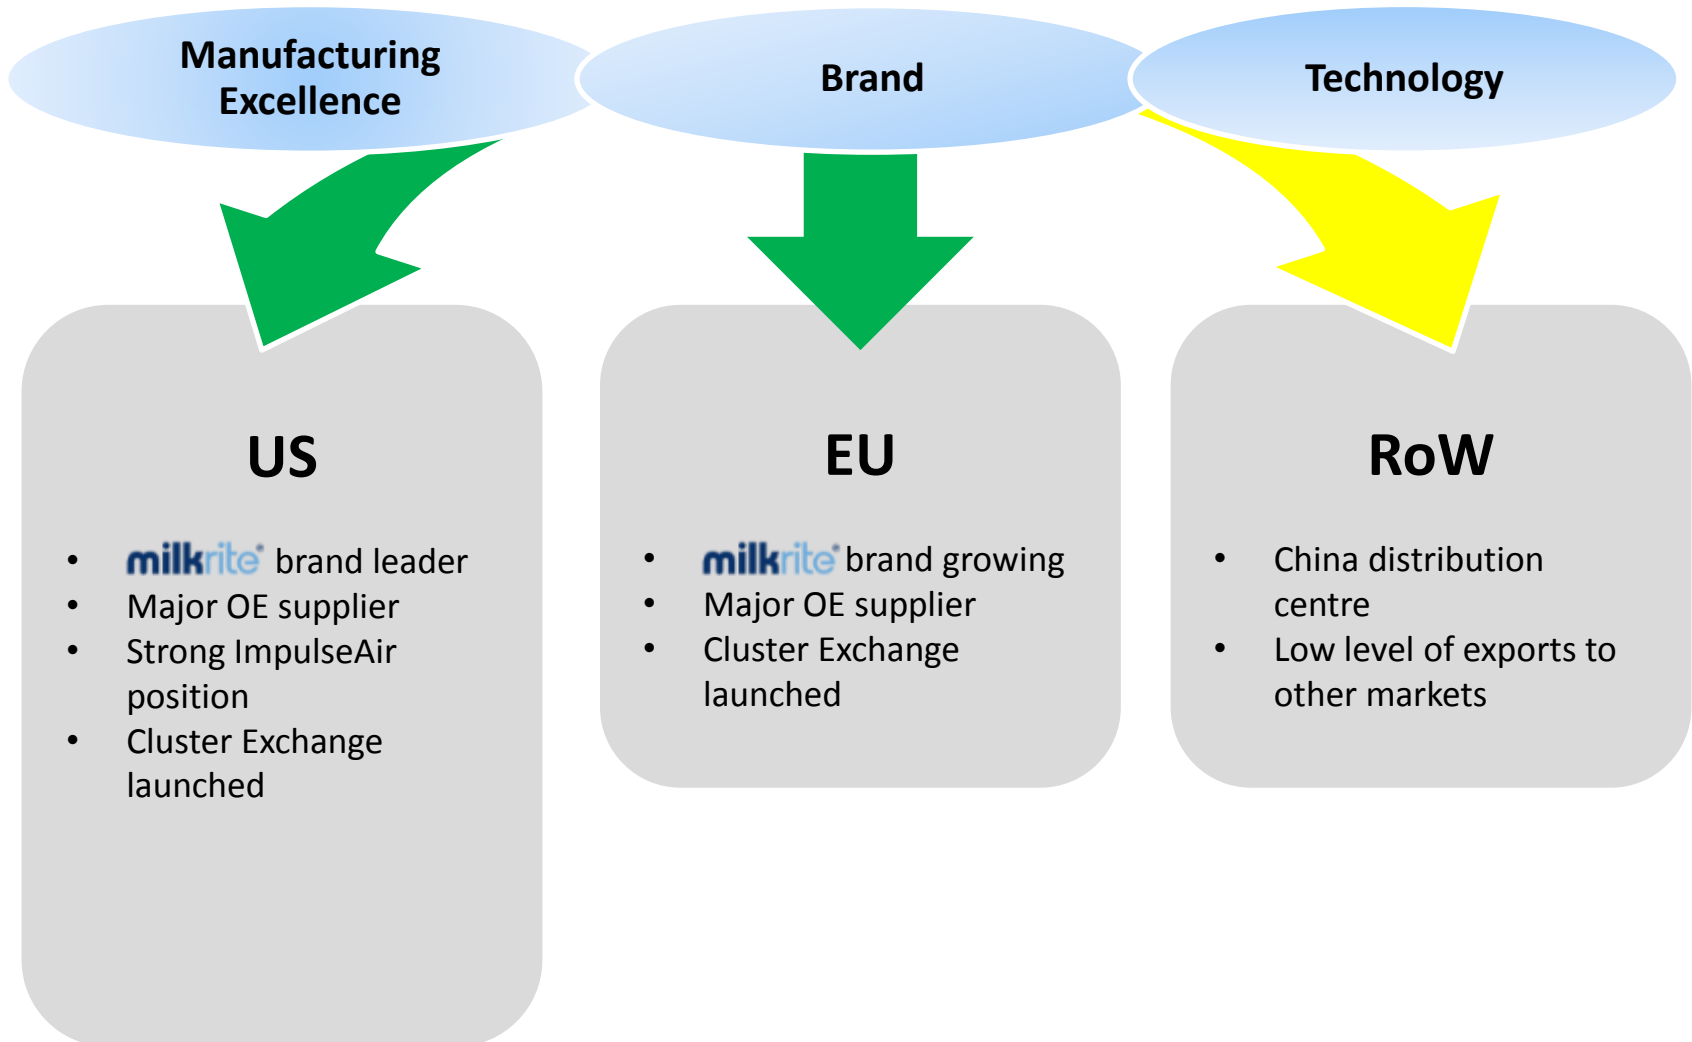 Manufacturing
Excellence
Brand
Technology
US
• milkrite® brand leader
• Major OE supplier
• Strong ImpulseAir
position
• Cluster Exchange
launched
EU
• milkrite® brand growing
• Major OE supplier
• Cluster Exchange
launched
RoW
• China distribution
centre
• Low level of exports to
other markets